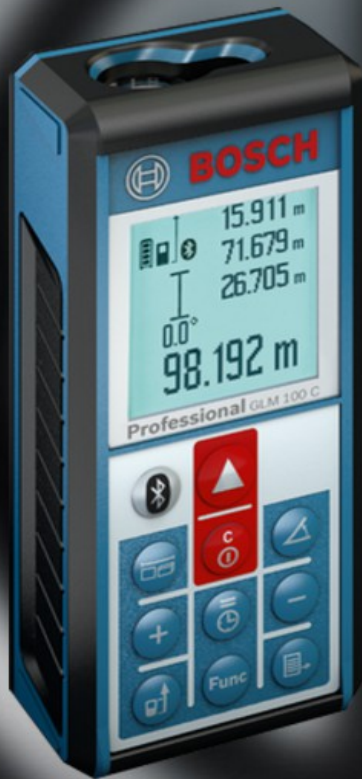 BOSCH
15.911 m
71.679 m
26.705 m
0.0°
98.192 m
Professional GLM 100 C
C
+
=
−
Func